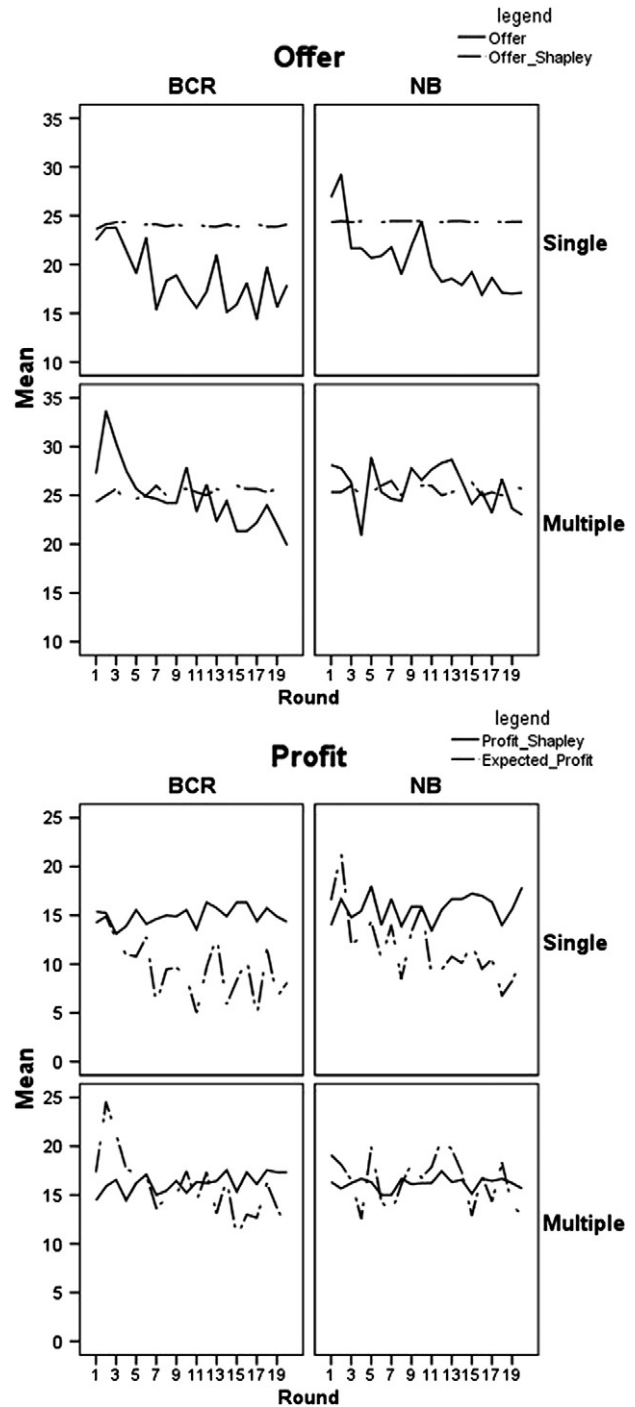 legend
Offer
Offer_Shapley
Offer
BCR NB
35
30
25
20
15
10
Single
Mean
35
30
25
20
15
10
Multiple
1 3 5 7 9 11 13 15 17 19 1 3 5 7 9 11 13 15 17 19
Round
legend
Profit_Shapley
Expected_Profit
Profit
BCR NB
25
20
15
10
5
0
Single
Mean
25
20
15
10
5
0
Multiple
1 3 5 7 9 11 13 15 17 19 1 3 5 7 9 11 13 15 17 19
Round